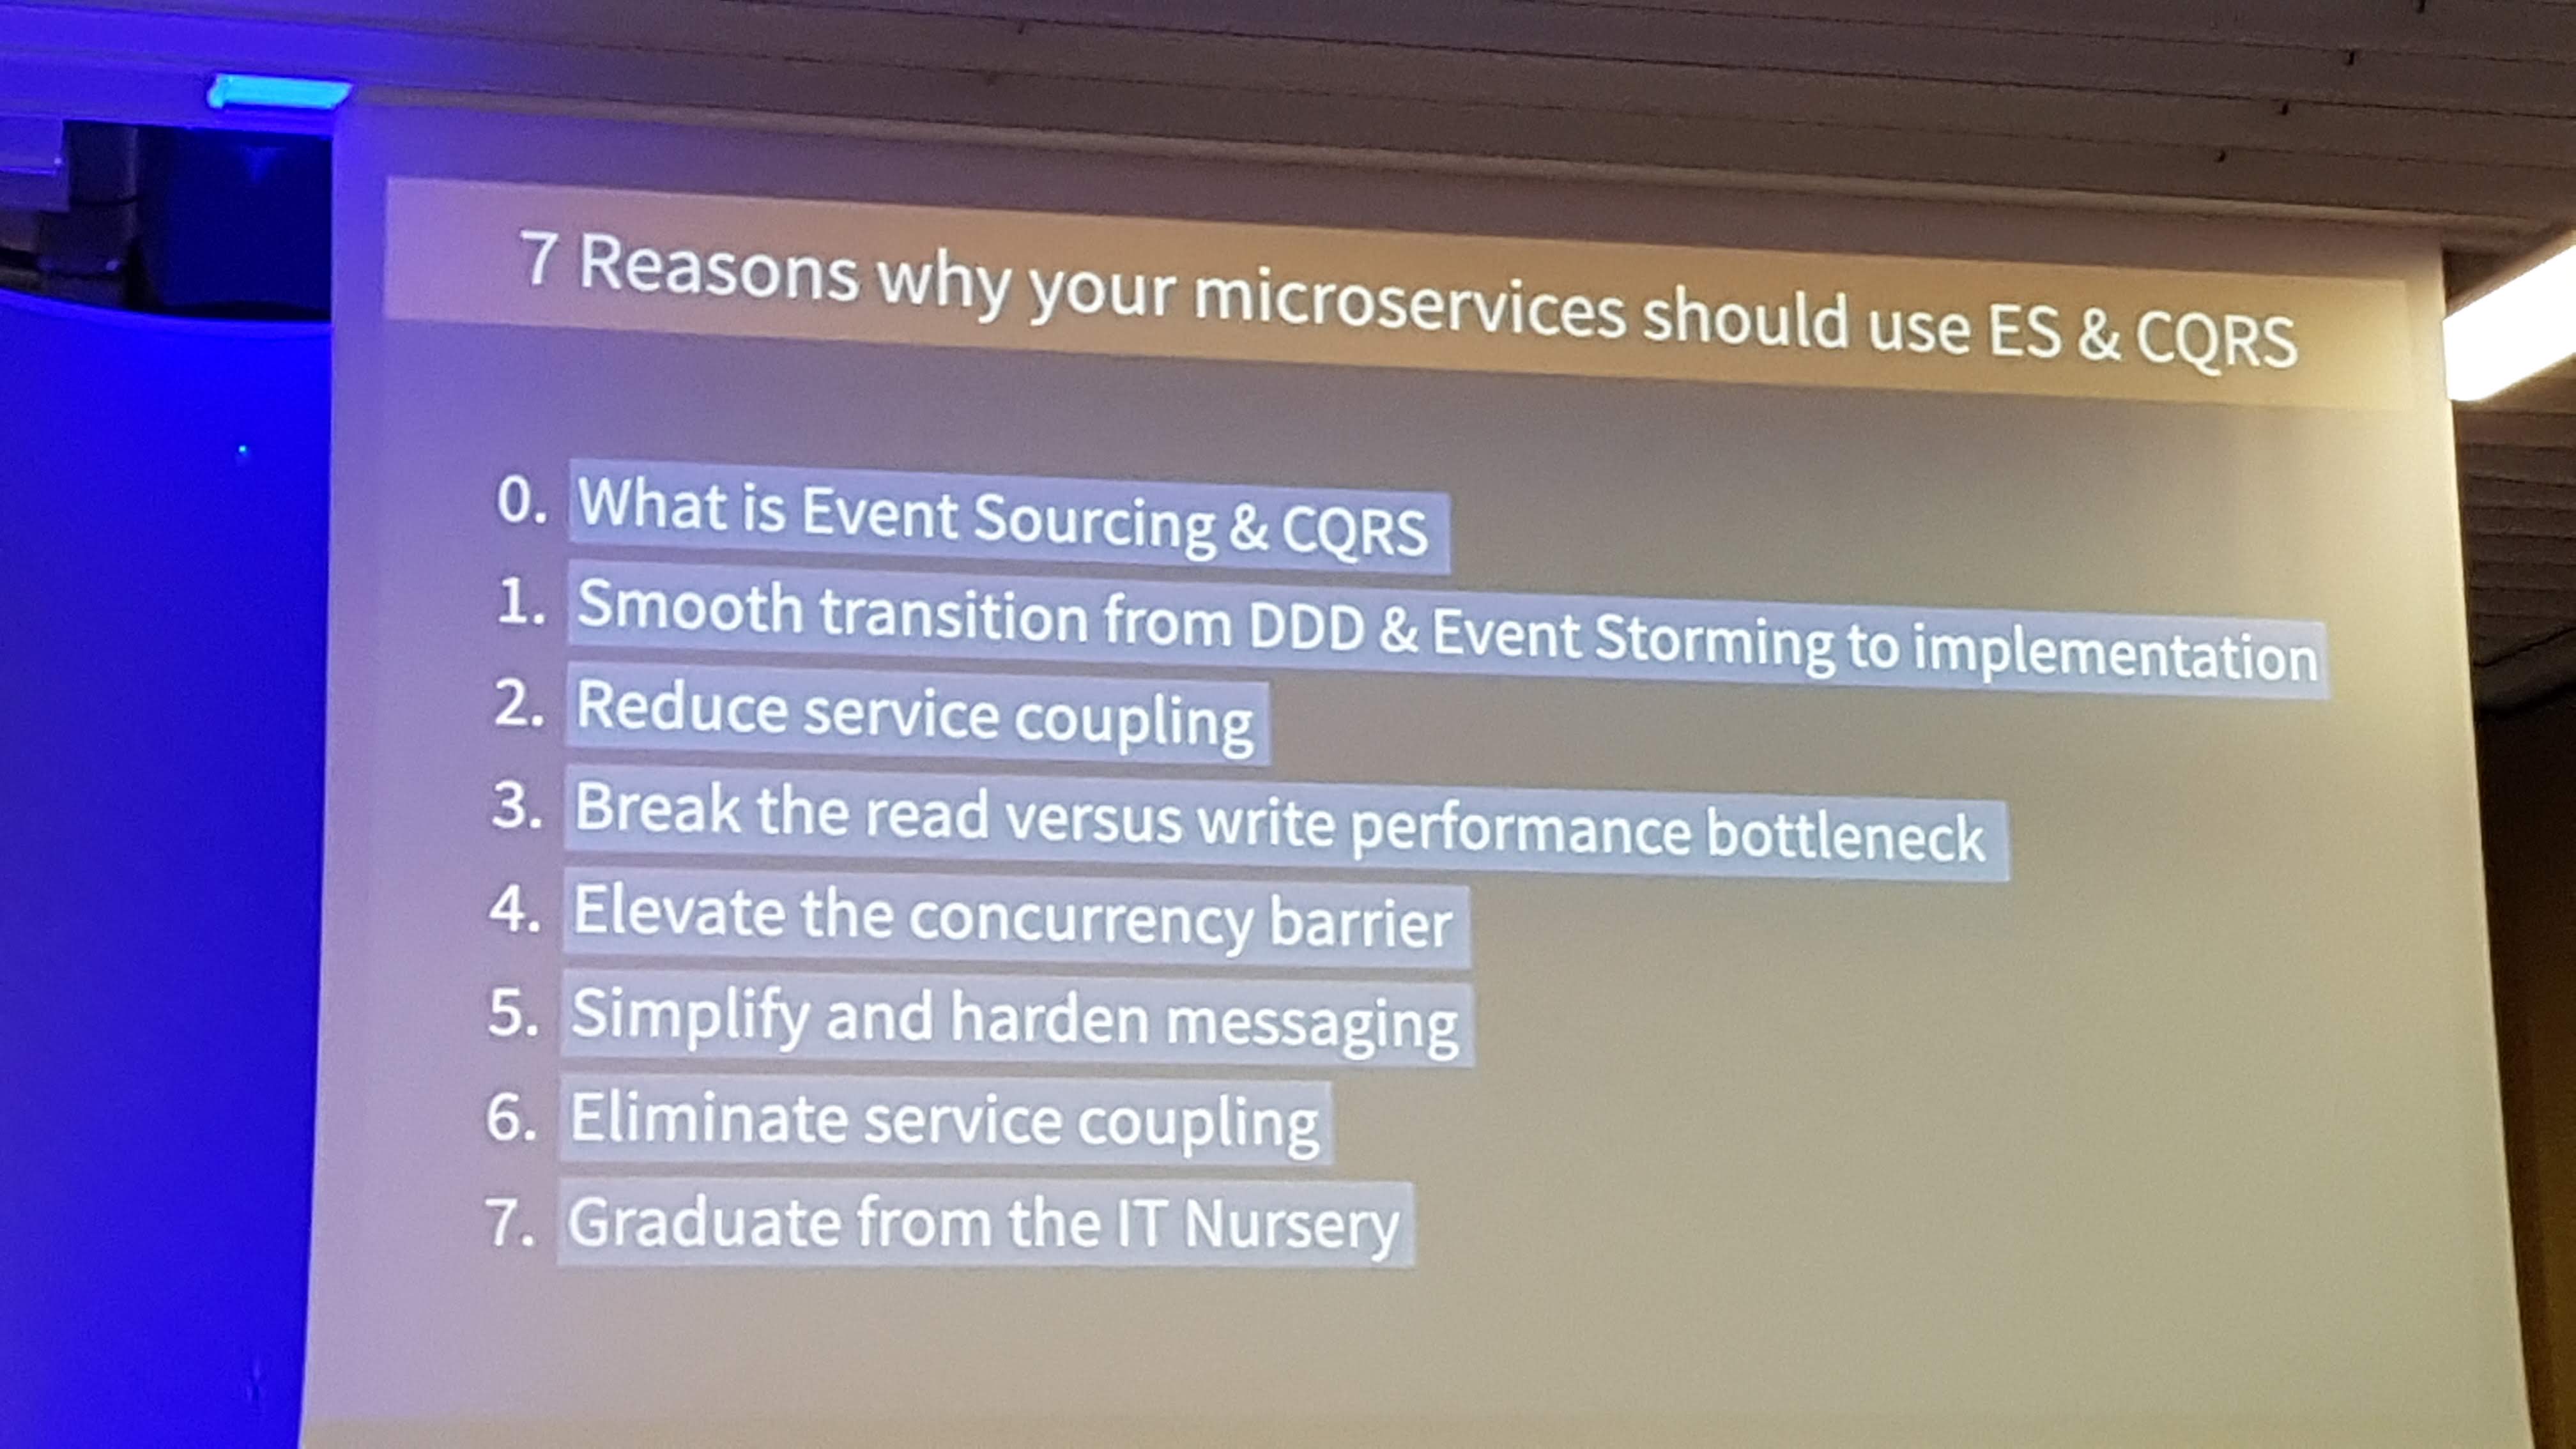 7 Reasons why your microservices should use ES & CQRS
0. What is Event Sourcing & CQRS
1. Smooth transition from DDD & Event Storming to implementation
2. Reduce service coupling
3. Break the read versus write performance bottleneck
4. Elevate the concurrency barrier
5. Simplify and harden messaging
6. Eliminate service coupling
7. Graduate from the IT Nursery